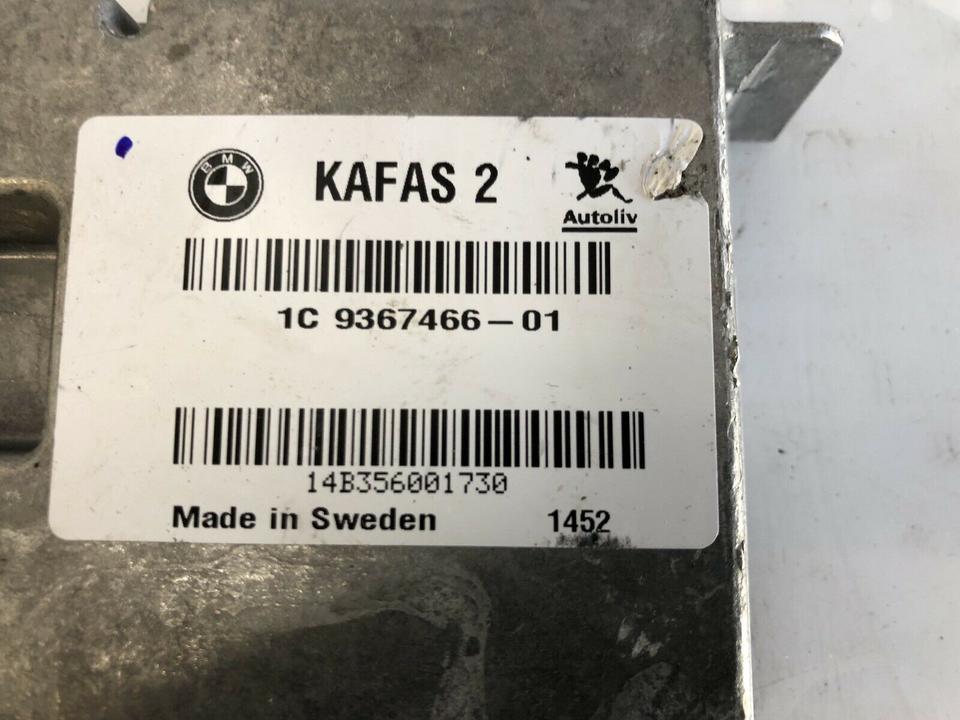 BMW
KAFAS 2
Autoliv
1C 9367466-01
14B356001730
Made in Sweden 1452